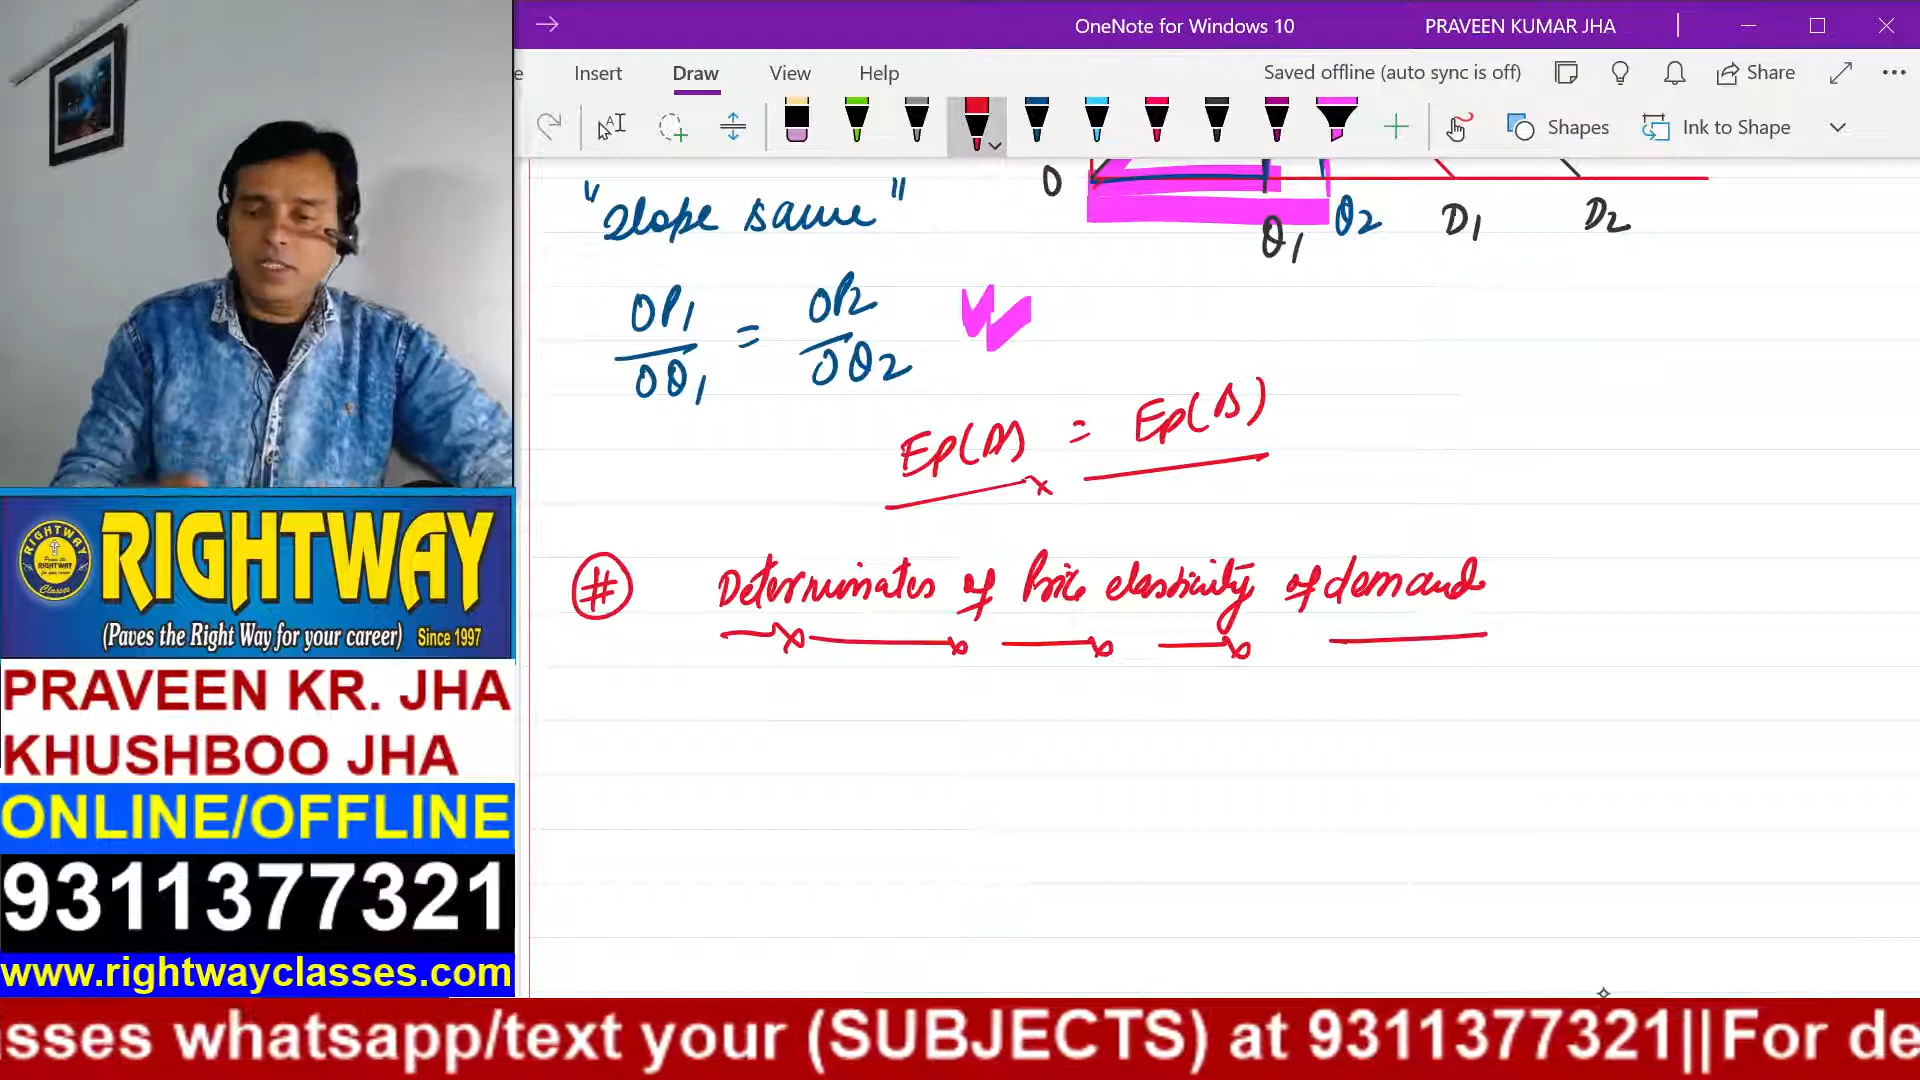 OneNote for Windows 10
PRAVEEN KUMAR JHA
Insert
Draw
View
Help
Saved offline (auto sync is off)
Share
Shapes
Ink to Shape
"Slope same"
O
Q1
Q2
D1
D2
OP1 = OP2
OQ1 OQ2
Ep(A) = Ep(B)
# Determinates of Price elasticity of demand
RIGHTWAY
RIGHTWAY
Classes
(Paves the Right Way for your career) Since 1997
PRAVEEN KR. JHA
KHUSHBOO JHA
ONLINE/OFFLINE
9311377321
www.rightwayclasses.com
sses whatsapp/text your (SUBJECTS) at 9311377321||For de